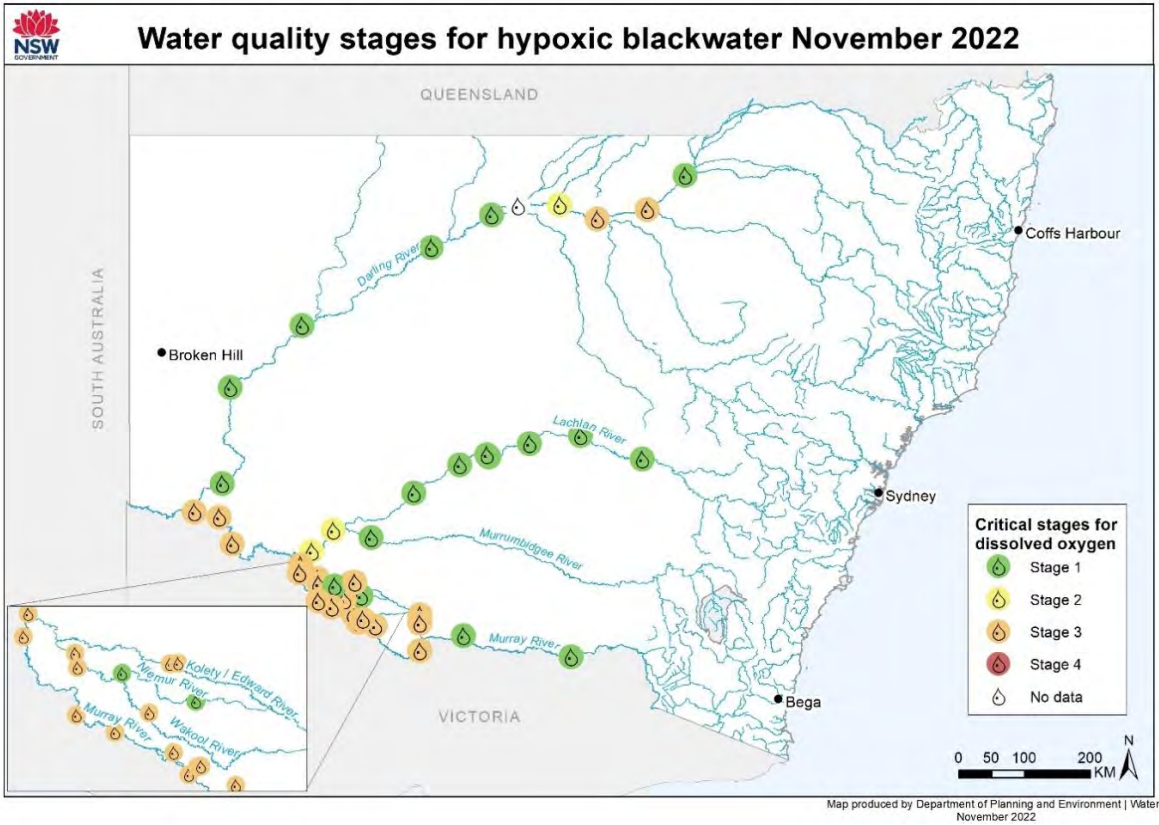 NSW
GOVERNMENT
Water quality stages for hypoxic blackwater November 2022
QUEENSLAND
SOUTH AUSTRALIA
Darling River
Coffs Harbour
Broken Hill
Lachlan River
Sydney
Murrumbidgee River
Murray River
Bega
VICTORIA
Kolety / Edward River
Niemur River
Wakool River
Murray River
Critical stages for
dissolved oxygen
Stage 1
Stage 2
Stage 3
Stage 4
No data
0 50 100 200
KM
N
Map produced by Department of Planning and Environment | Water
November 2022